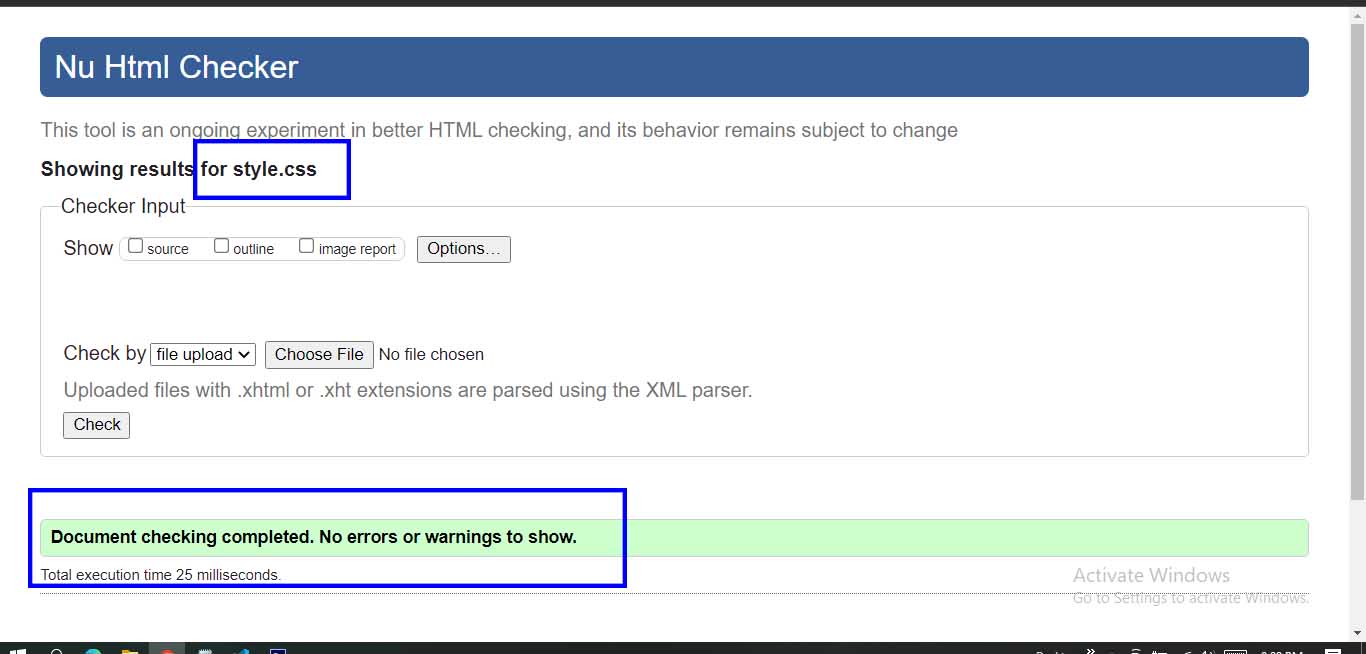 Nu Html Checker
This tool is an ongoing experiment in better HTML checking, and its behavior remains subject to change
Showing results for style.css
Checker Input
Show source outline image report Options...
Check by file upload Choose File No file chosen
Uploaded files with .xhtml or .xht extensions are parsed using the XML parser.
Check
Document checking completed. No errors or warnings to show.
Total execution time 25 milliseconds.
Activate Windows
Go to Settings to activate Windows.